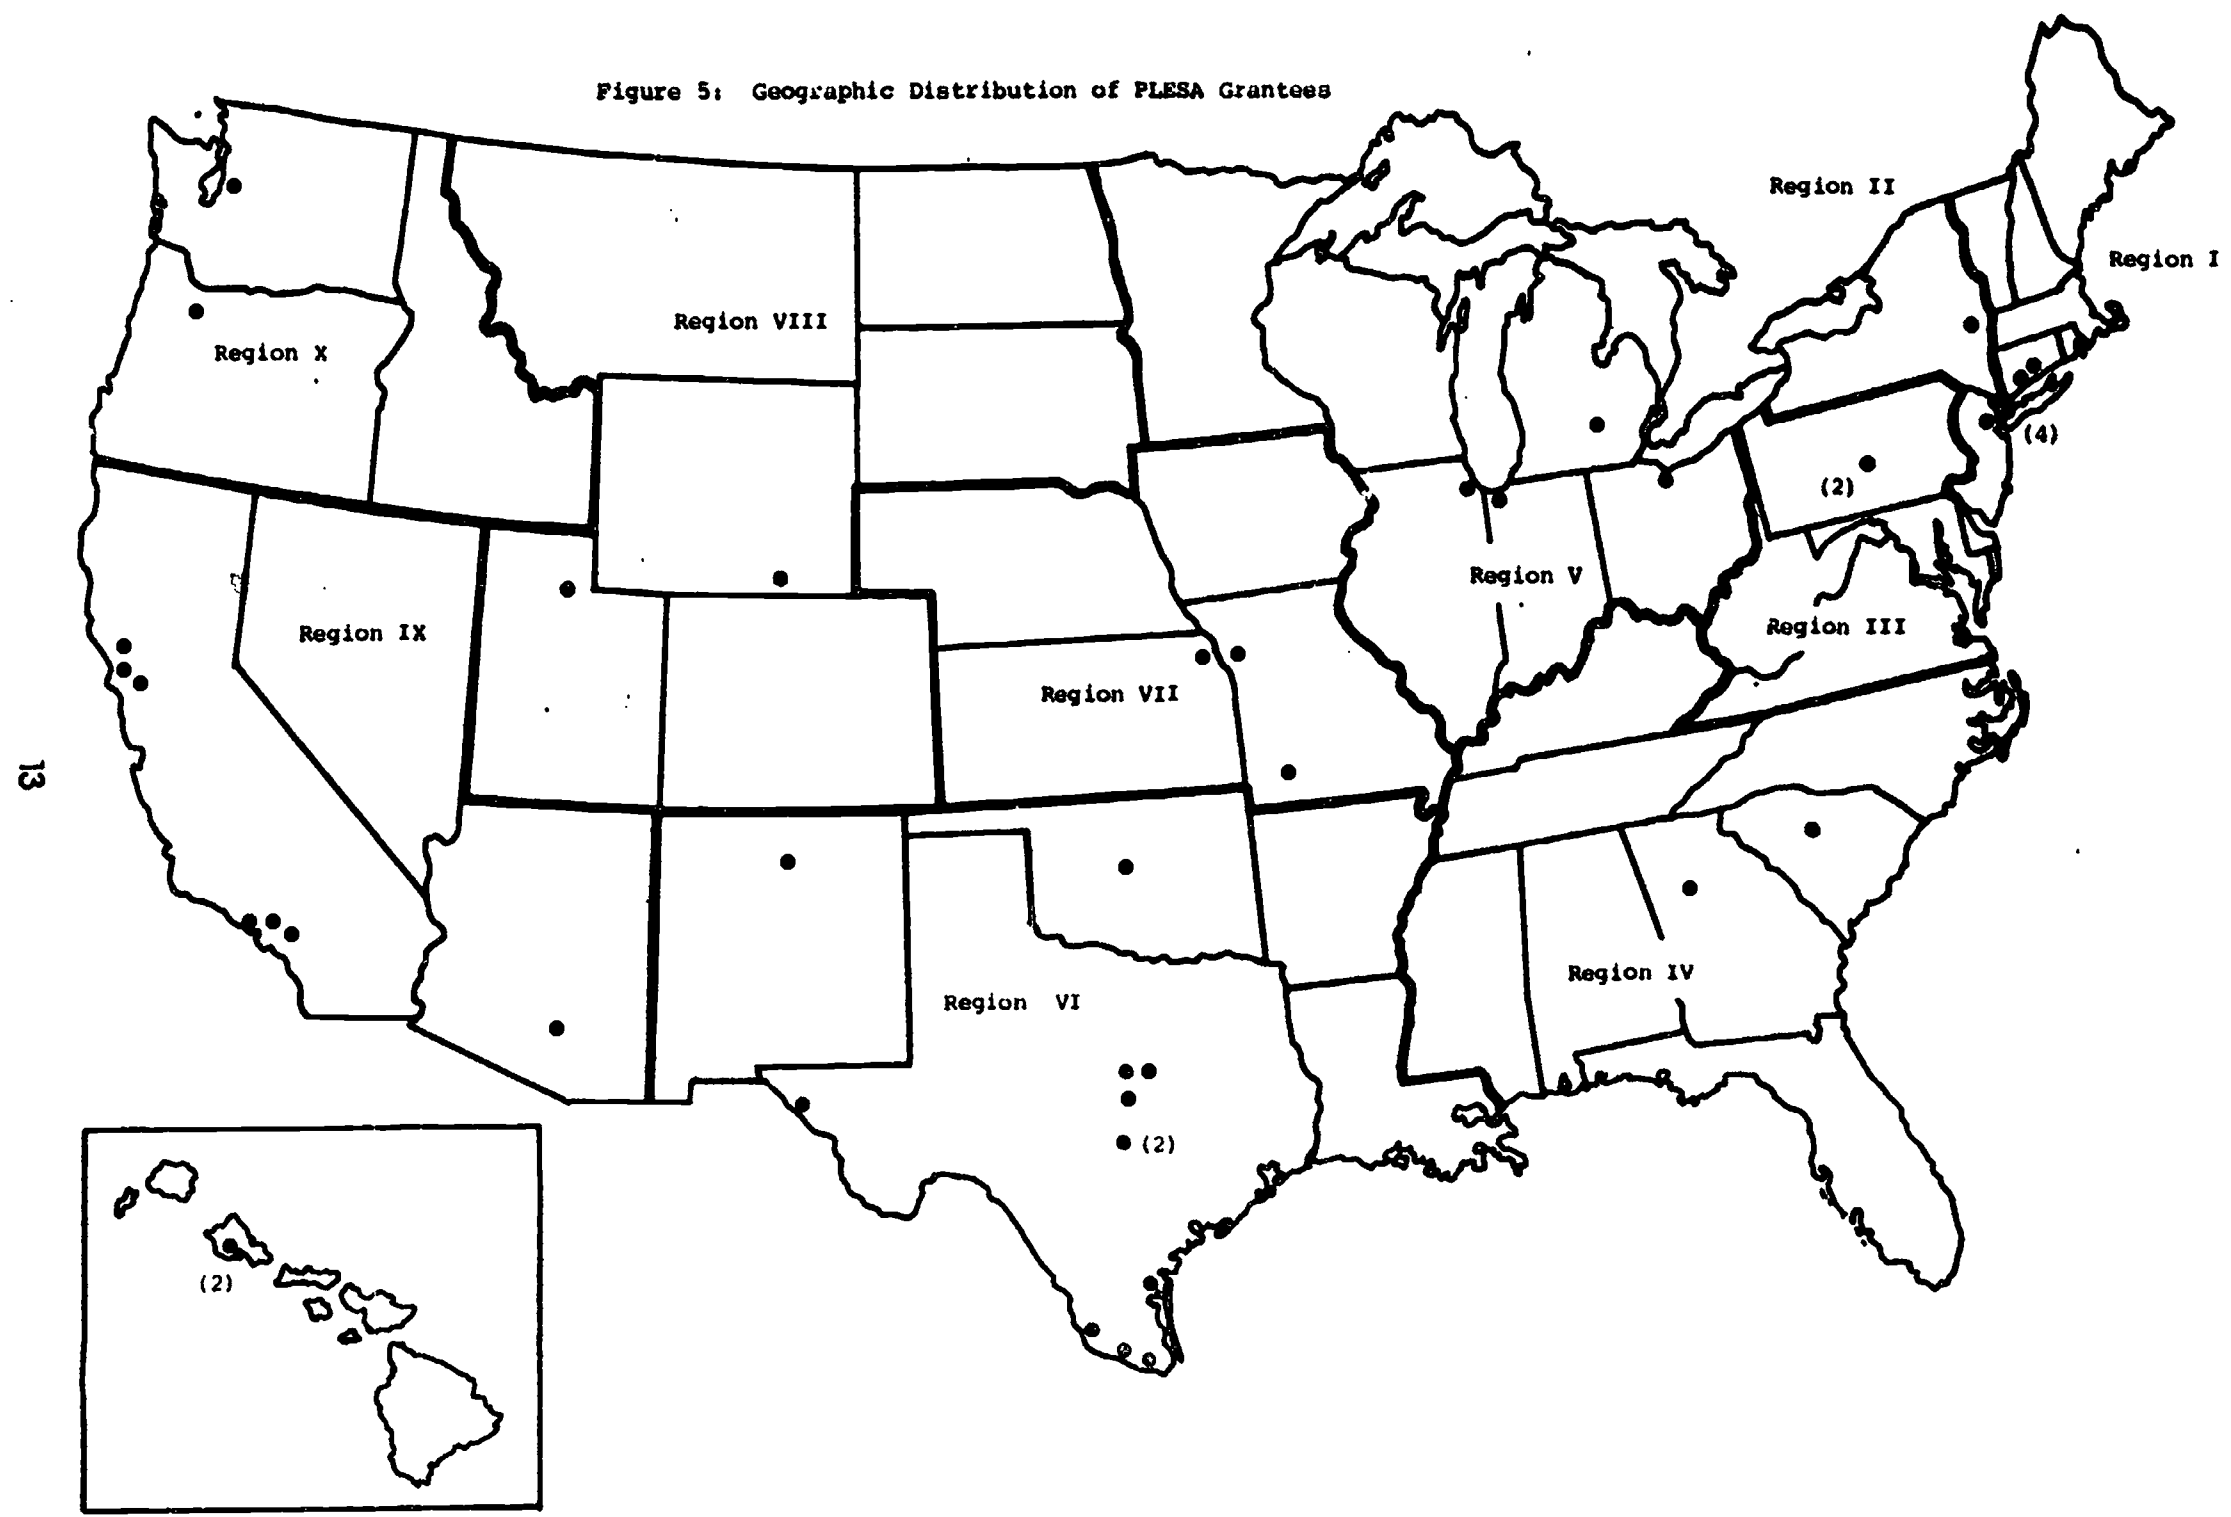 Figure 5: Geographic Distribution of PLESA Grantees
Region II
Region I
Region VIII
Region X
(4)
(2)
Region V
Region III
Region IX
Region VII
Region IV
Region VI
(2)
(2)
13